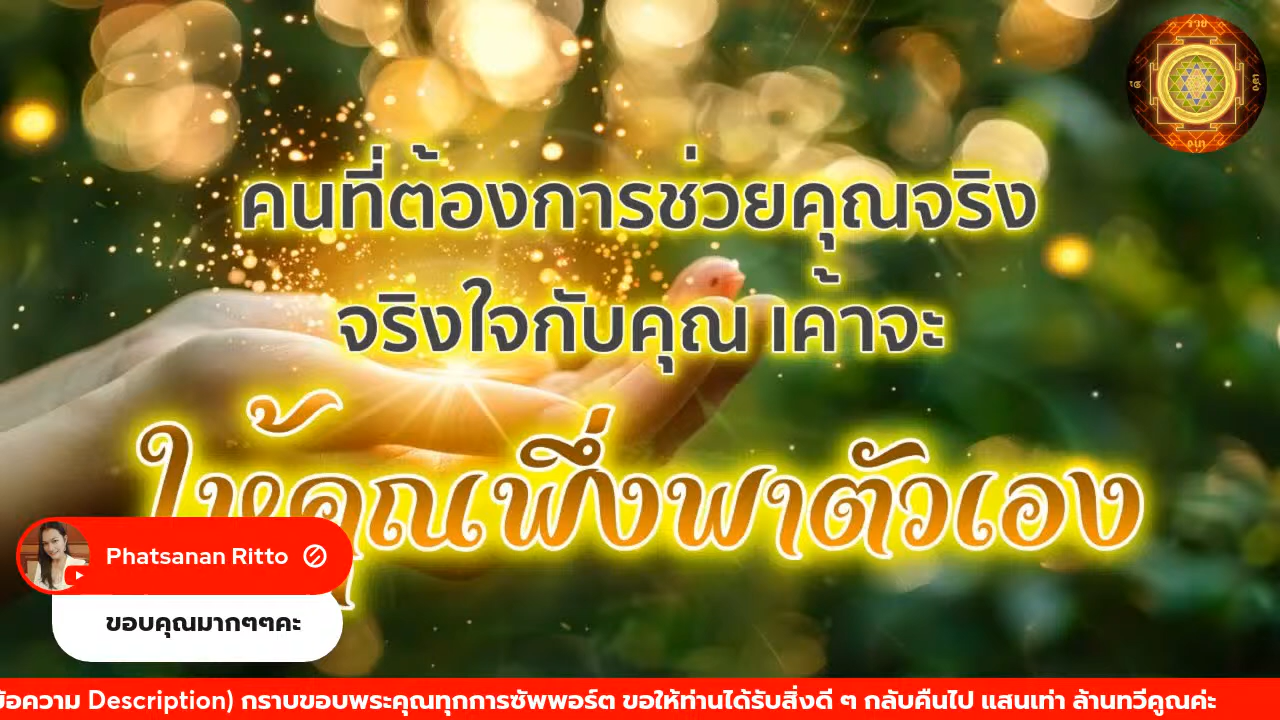 รวย
เฮง
คนที่ต้องการช่วยคุณจริง
จริงใจกับคุณ เค้าจะ
ให้คุณพึ่งพาตัวเอง
Phatsanan Ritto
ขอบคุณมากๆๆคะ
ข้อความ Description) กราบขอบพระคุณทุกการซัพพอร์ต ขอให้ท่านได้รับสิ่งดี ๆ กลับคืนไป แสนเท่า ล้านทวีคูณค่ะ